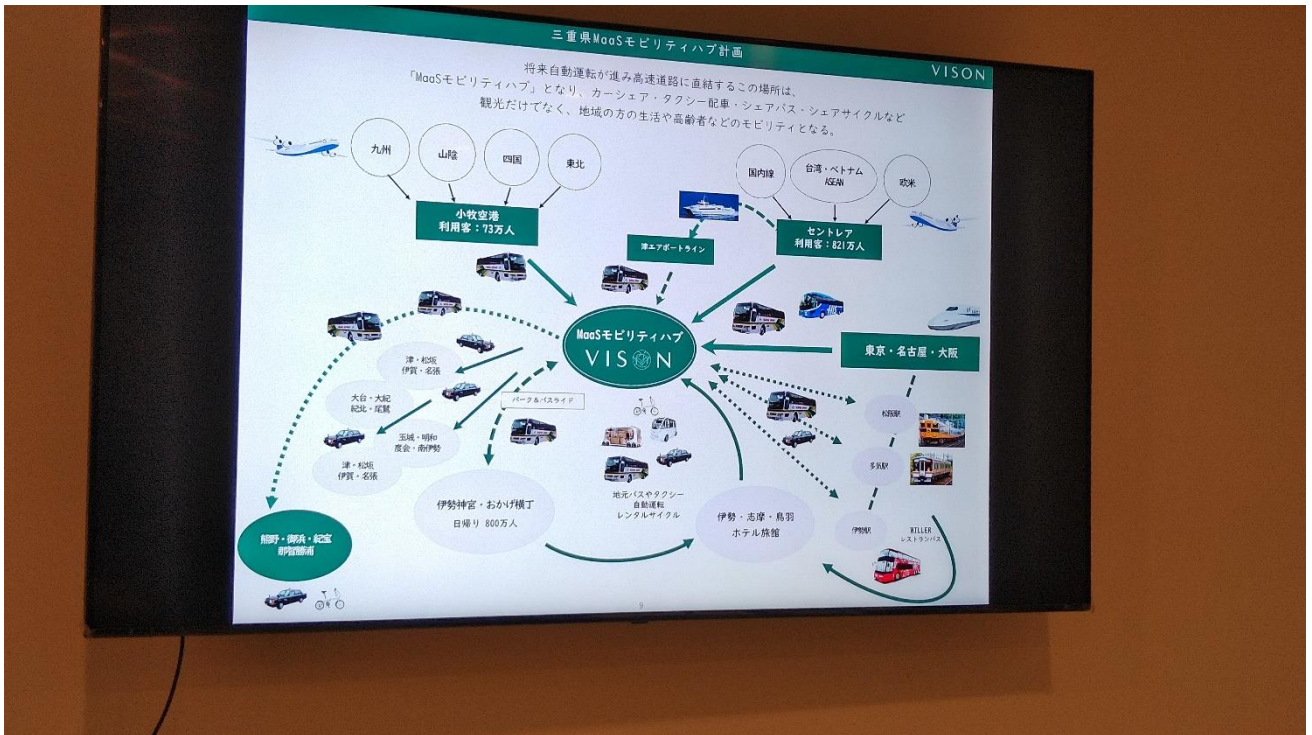 三重県MaaSモビリティハブ計画
VISON
将来自動運転が進み高速道路に直結するこの場所は、
「MaaSモビリティハブ」となり、カーシェア・タクシー配車・シェアバス・シェアサイクルなど
観光だけでなく、地域の方の生活や高齢者などのモビリティとなる。
九州
山陰
四国
東北
国内線
台湾・ベトナム
ASEAN
欧米
小牧空港
利用客：73万人
津エアポートライン
セントレア
利用客：821万人
MaaSモビリティハブ
VISON
東京・名古屋・大阪
津・松坂
伊賀・名張
大台・大紀
紀北・尾鷲
玉城・明和
度会・南伊勢
津・松坂
伊賀・名張
パーク&バスライド
松阪駅
多気駅
伊勢駅
伊勢神宮・おかげ横丁
日帰り 800万人
地元バスやタクシー
自動運転
レンタルサイクル
伊勢・志摩・鳥羽
ホテル旅館
WILLER
レストランバス
熊野・御浜・紀宝
那智勝浦
9